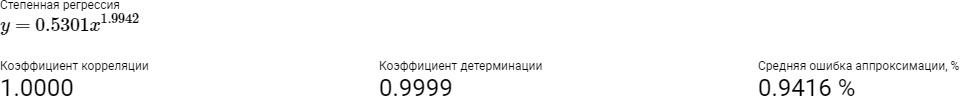 Степенная регрессия
y = 0.5301x^1.9942
Коэффициент корреляции
1.0000
Коэффициент детерминации
0.9999
Средняя ошибка аппроксимации, %
0.9416 %